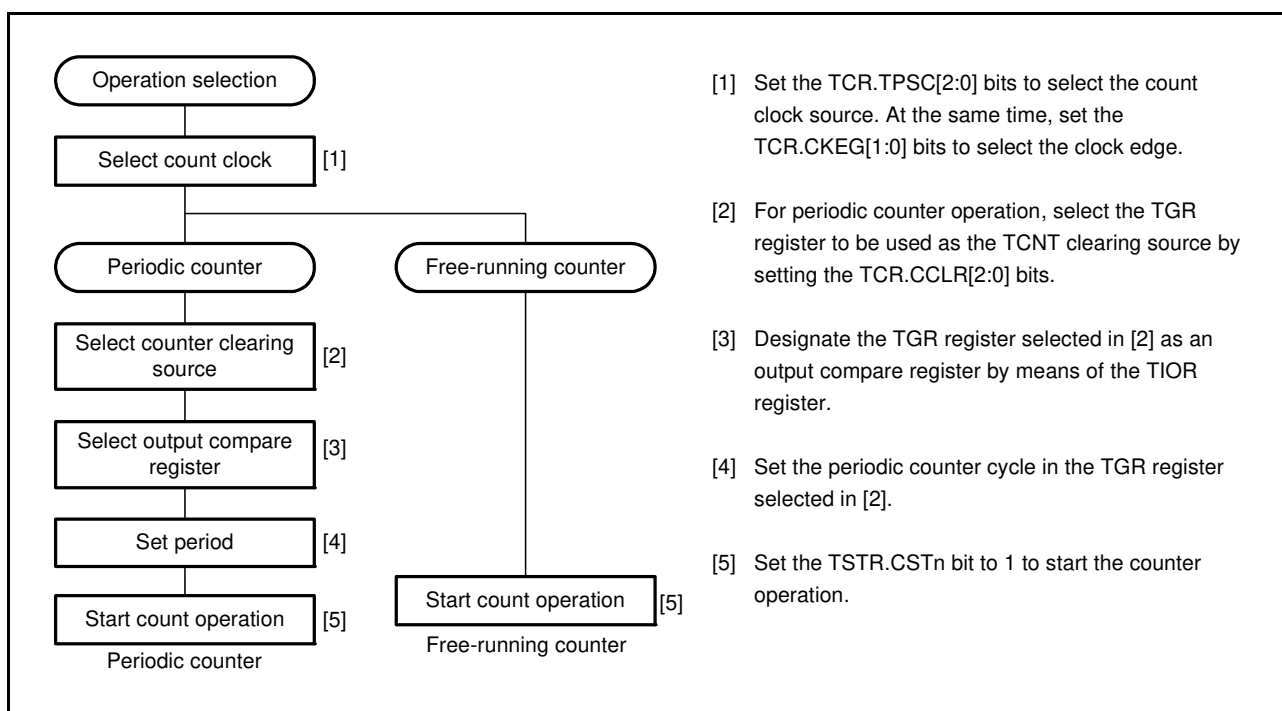 Operation selection
Select count clock
[1]
Periodic counter
Free-running counter
Select counter clearing
source
[2]
Select output compare
register
[3]
Set period
[4]
Start count operation
[5]
Periodic counter
Start count operation
[5]
Free-running counter
[1] Set the TCR.TPSC[2:0] bits to select the count
clock source. At the same time, set the
TCR.CKEG[1:0] bits to select the clock edge.
[2] For periodic counter operation, select the TGR
register to be used as the TCNT clearing source by
setting the TCR.CCLR[2:0] bits.
[3] Designate the TGR register selected in [2] as an
output compare register by means of the TIOR
register.
[4] Set the periodic counter cycle in the TGR register
selected in [2].
[5] Set the TSTR.CSTn bit to 1 to start the counter
operation.